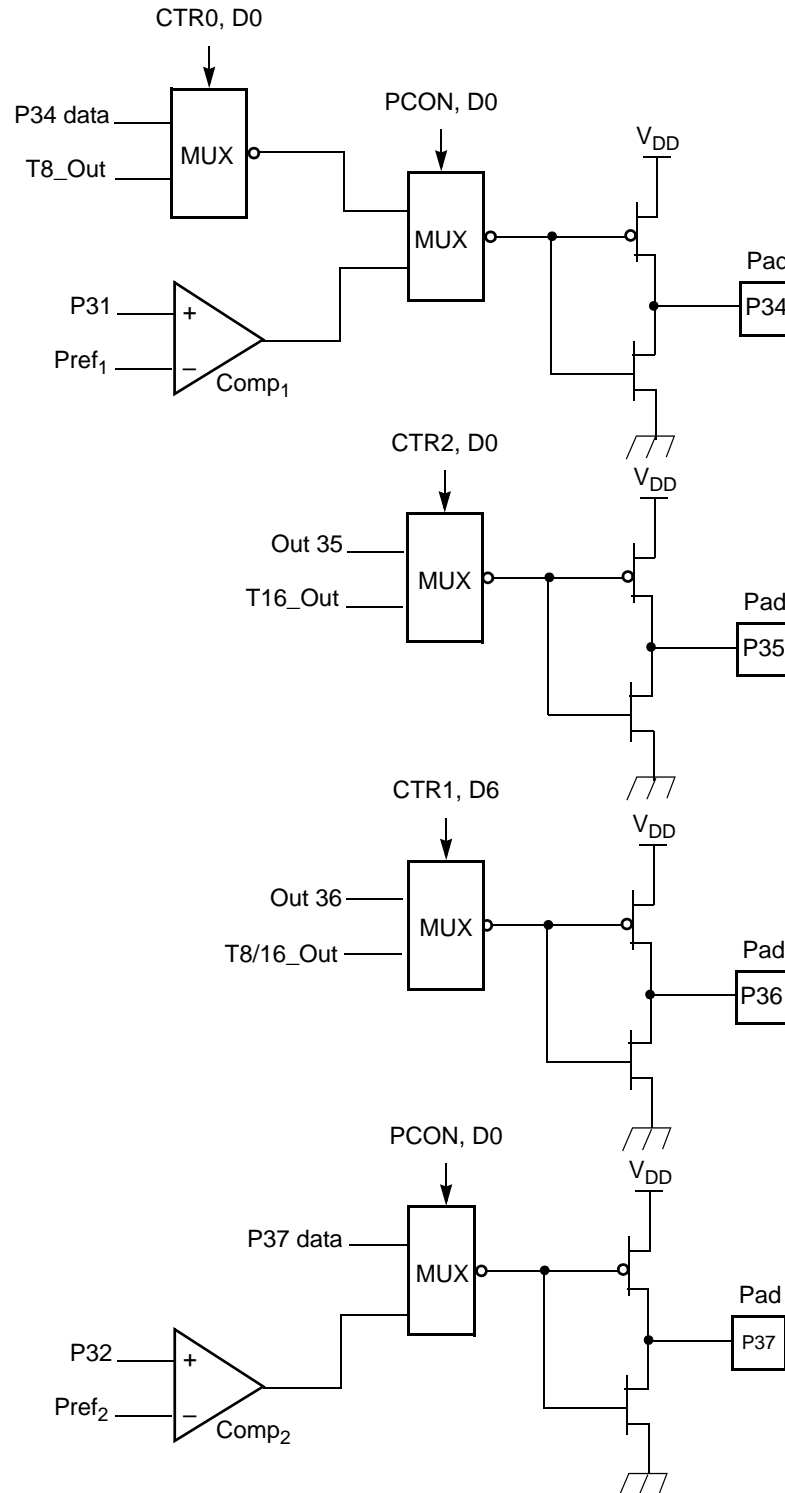 CTR0, D0
P34 data
T8_Out
MUX
PCON, D0
MUX
VDD
Pad
P34
P31
Pref1
+
–
Comp1
CTR2, D0
Out 35
T16_Out
MUX
VDD
Pad
P35
CTR1, D6
Out 36
T8/16_Out
MUX
VDD
Pad
P36
PCON, D0
P37 data
MUX
VDD
Pad
P37
P32
Pref2
+
–
Comp2